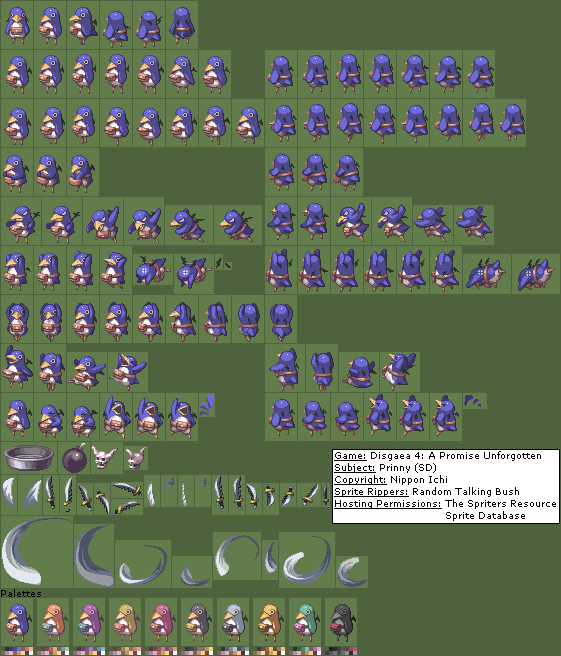 Game: Disgaea 4: A Promise Unforgotten
Subject: Prinny (SD)
Copyright: Nippon Ichi
Sprite Rippers: Random Talking Bush
Hosting Permissions: The Spriters Resource
Sprite Database
Palettes